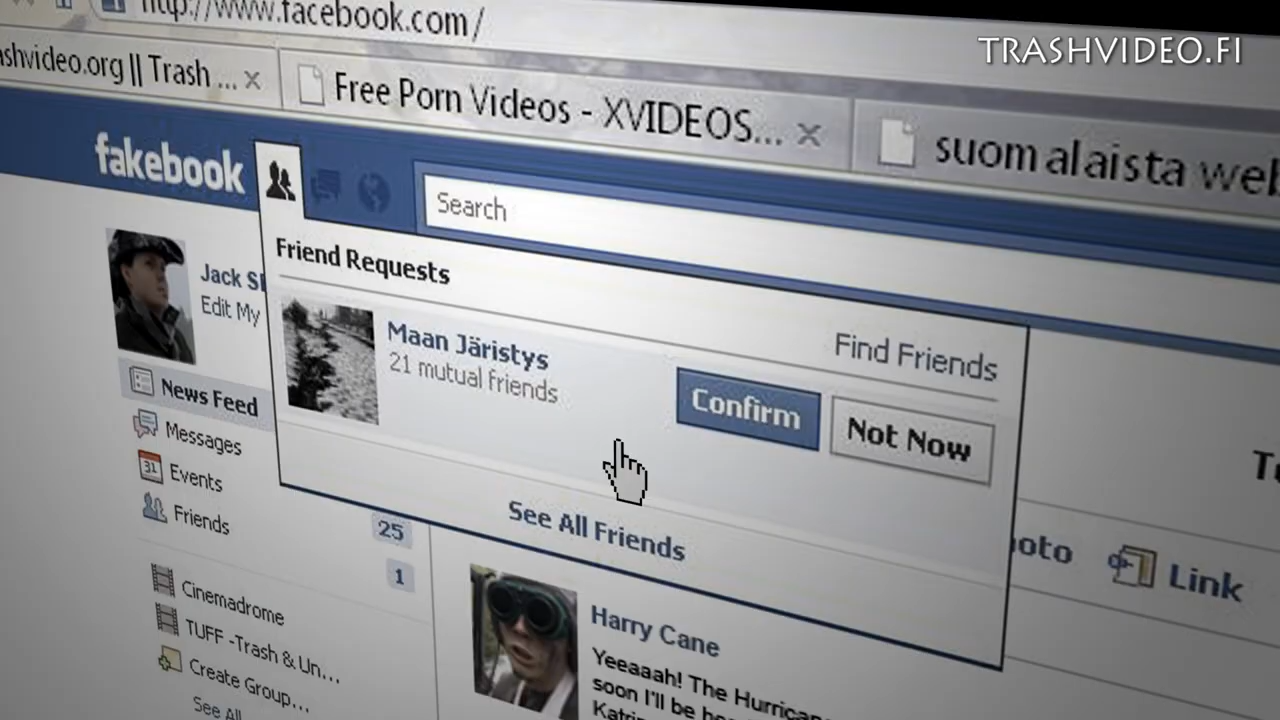 http://www.facebook.com/
TRASHVIDEO.FI
ashvideo.org || Trash ...
Free Porn Videos - XVIDEOS...
suomalaista web
fakebook
Search
Friend Requests
Find Friends
Jack S
Edit My
Maan Järistys
21 mutual friends
Confirm
Not Now
News Feed
Messages
Events
31
Friends
25
See All Friends
1
oto
Link
Cinemadrome
TUFF -Trash & Un...
Create Group...
See All
Harry Cane
Yeeaaah! The Hurrican
soon I'll be he
Katri